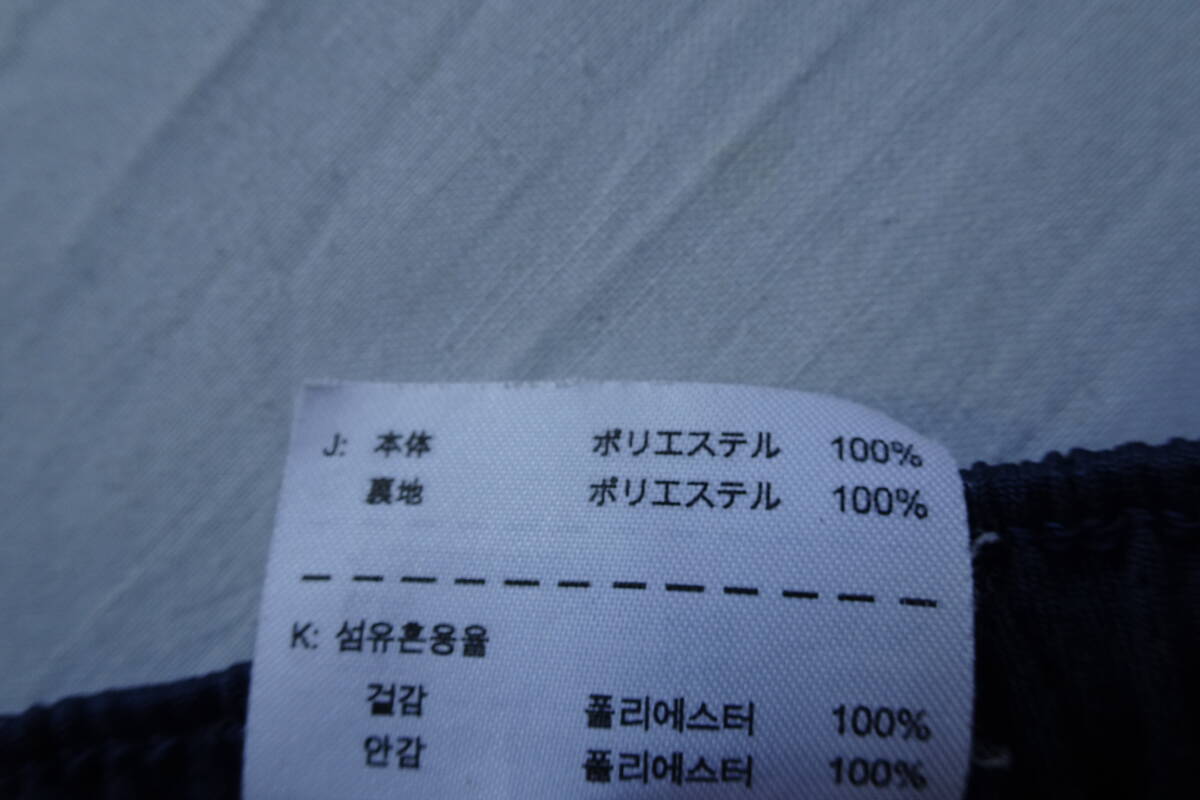 J: 本体 ポリエステル 100%
裏地 ポリエステル 100%
K: 섬유혼용율
겉감 폴리에스터 100%
안감 폴리에스터 100%